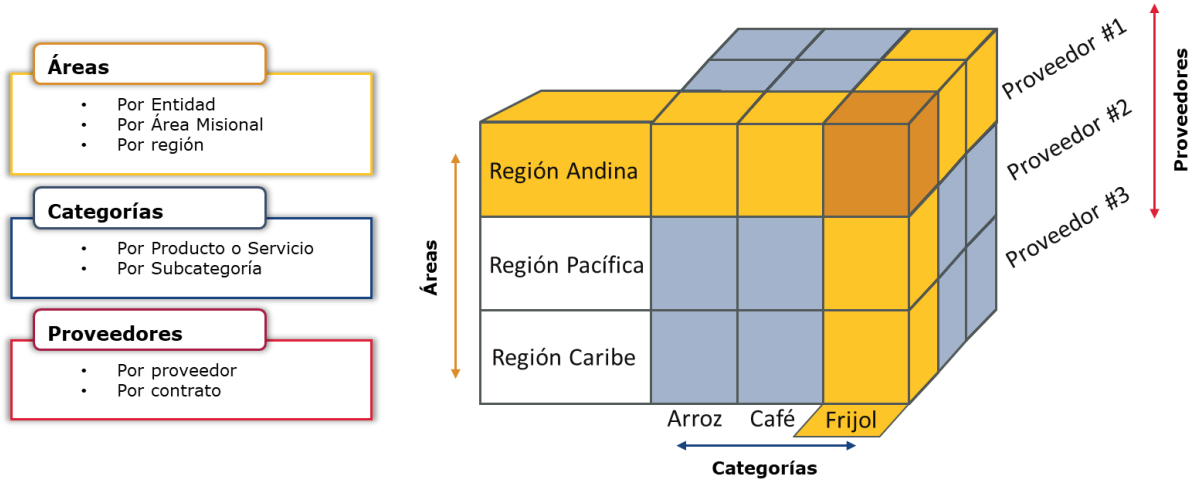 Áreas
• Por Entidad
• Por Área Misional
• Por región
Categorías
• Por Producto o Servicio
• Por Subcategoría
Proveedores
• Por proveedor
• Por contrato
Áreas
Región Andina
Región Pacífica
Región Caribe
Arroz
Café
Frijol
Categorías
Proveedor #1
Proveedor #2
Proveedor #3
Proveedores